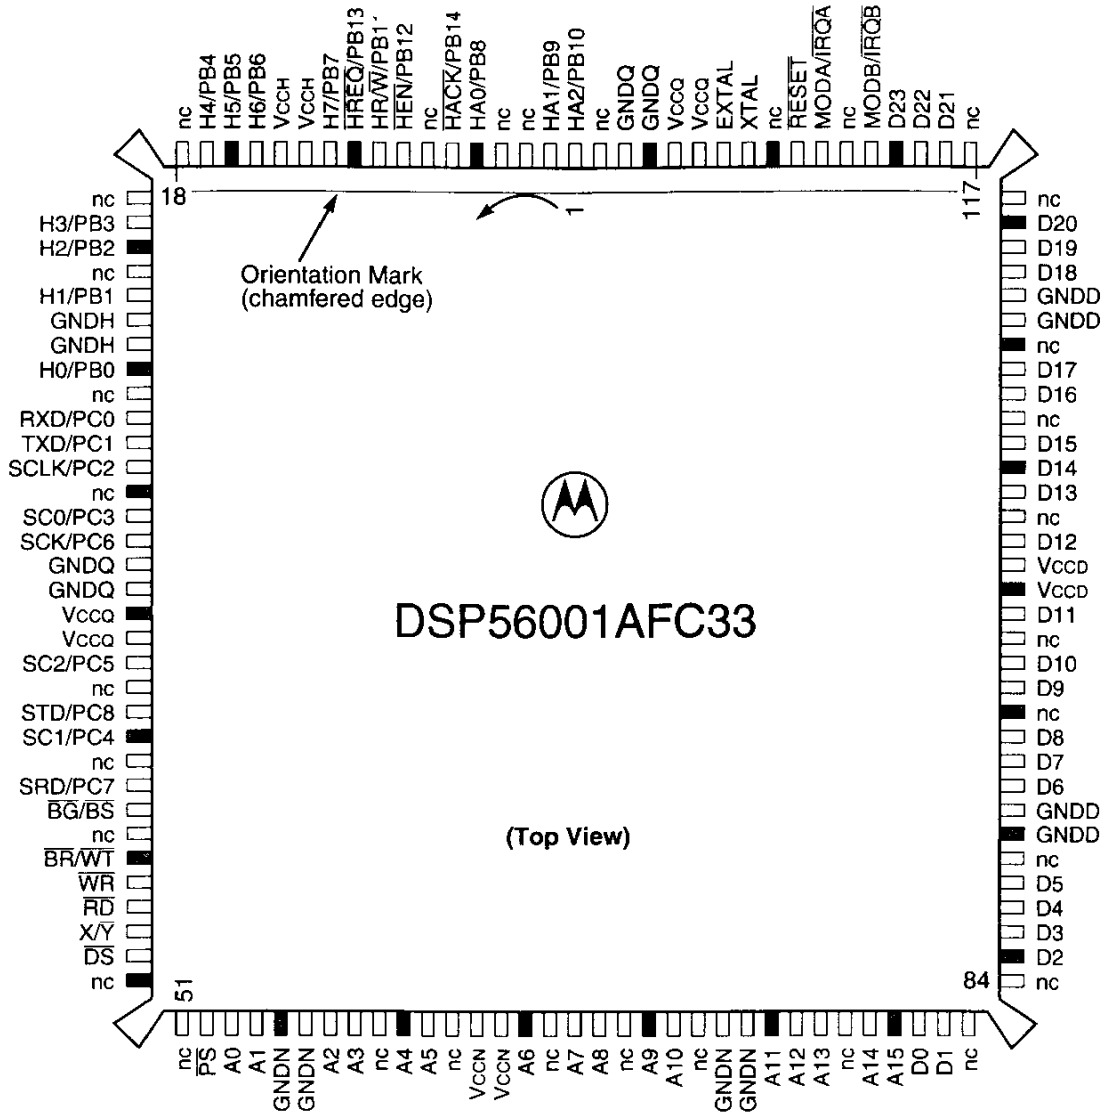 nc
H4/PB4
H5/PB5
H6/PB6
VCCH
VCCH
H7/PB7
HREQ/PB13
HR/W/PB11
HEN/PB12
nc
HACK/PB14
HA0/PB8
nc
nc
HA1/PB9
HA2/PB10
nc
GNDQ
GNDQ
VCCQ
VCCQ
EXTAL
XTAL
nc
RESET
MODA/IRQA
nc
MODB/IRQB
D23
D22
D21
nc
18
1
117
Orientation Mark
(chamfered edge)
nc
H3/PB3
H2/PB2
nc
H1/PB1
GNDH
GNDH
H0/PB0
nc
RXD/PC0
TXD/PC1
SCLK/PC2
nc
SC0/PC3
SCK/PC6
GNDQ
GNDQ
VCCQ
VCCQ
SC2/PC5
nc
STD/PC8
SC1/PC4
nc
SRD/PC7
BG/BS
nc
BR/WT
WR
RD
X/Y
DS
nc
DSP56001AFC33
(Top View)
nc
D20
D19
D18
GNDD
GNDD
nc
D17
D16
nc
D15
D14
D13
nc
D12
VCCD
VCCD
D11
nc
D10
D9
nc
D8
D7
D6
GNDD
GNDD
nc
D5
D4
D3
D2
nc
51
84
nc
PS
A0
A1
GNDN
GNDN
A2
A3
nc
A4
A5
nc
VCCN
VCCN
A6
A7
A8
nc
A9
A10
nc
GNDN
GNDN
A11
A12
A13
nc
A14
A15
D0
D1
nc